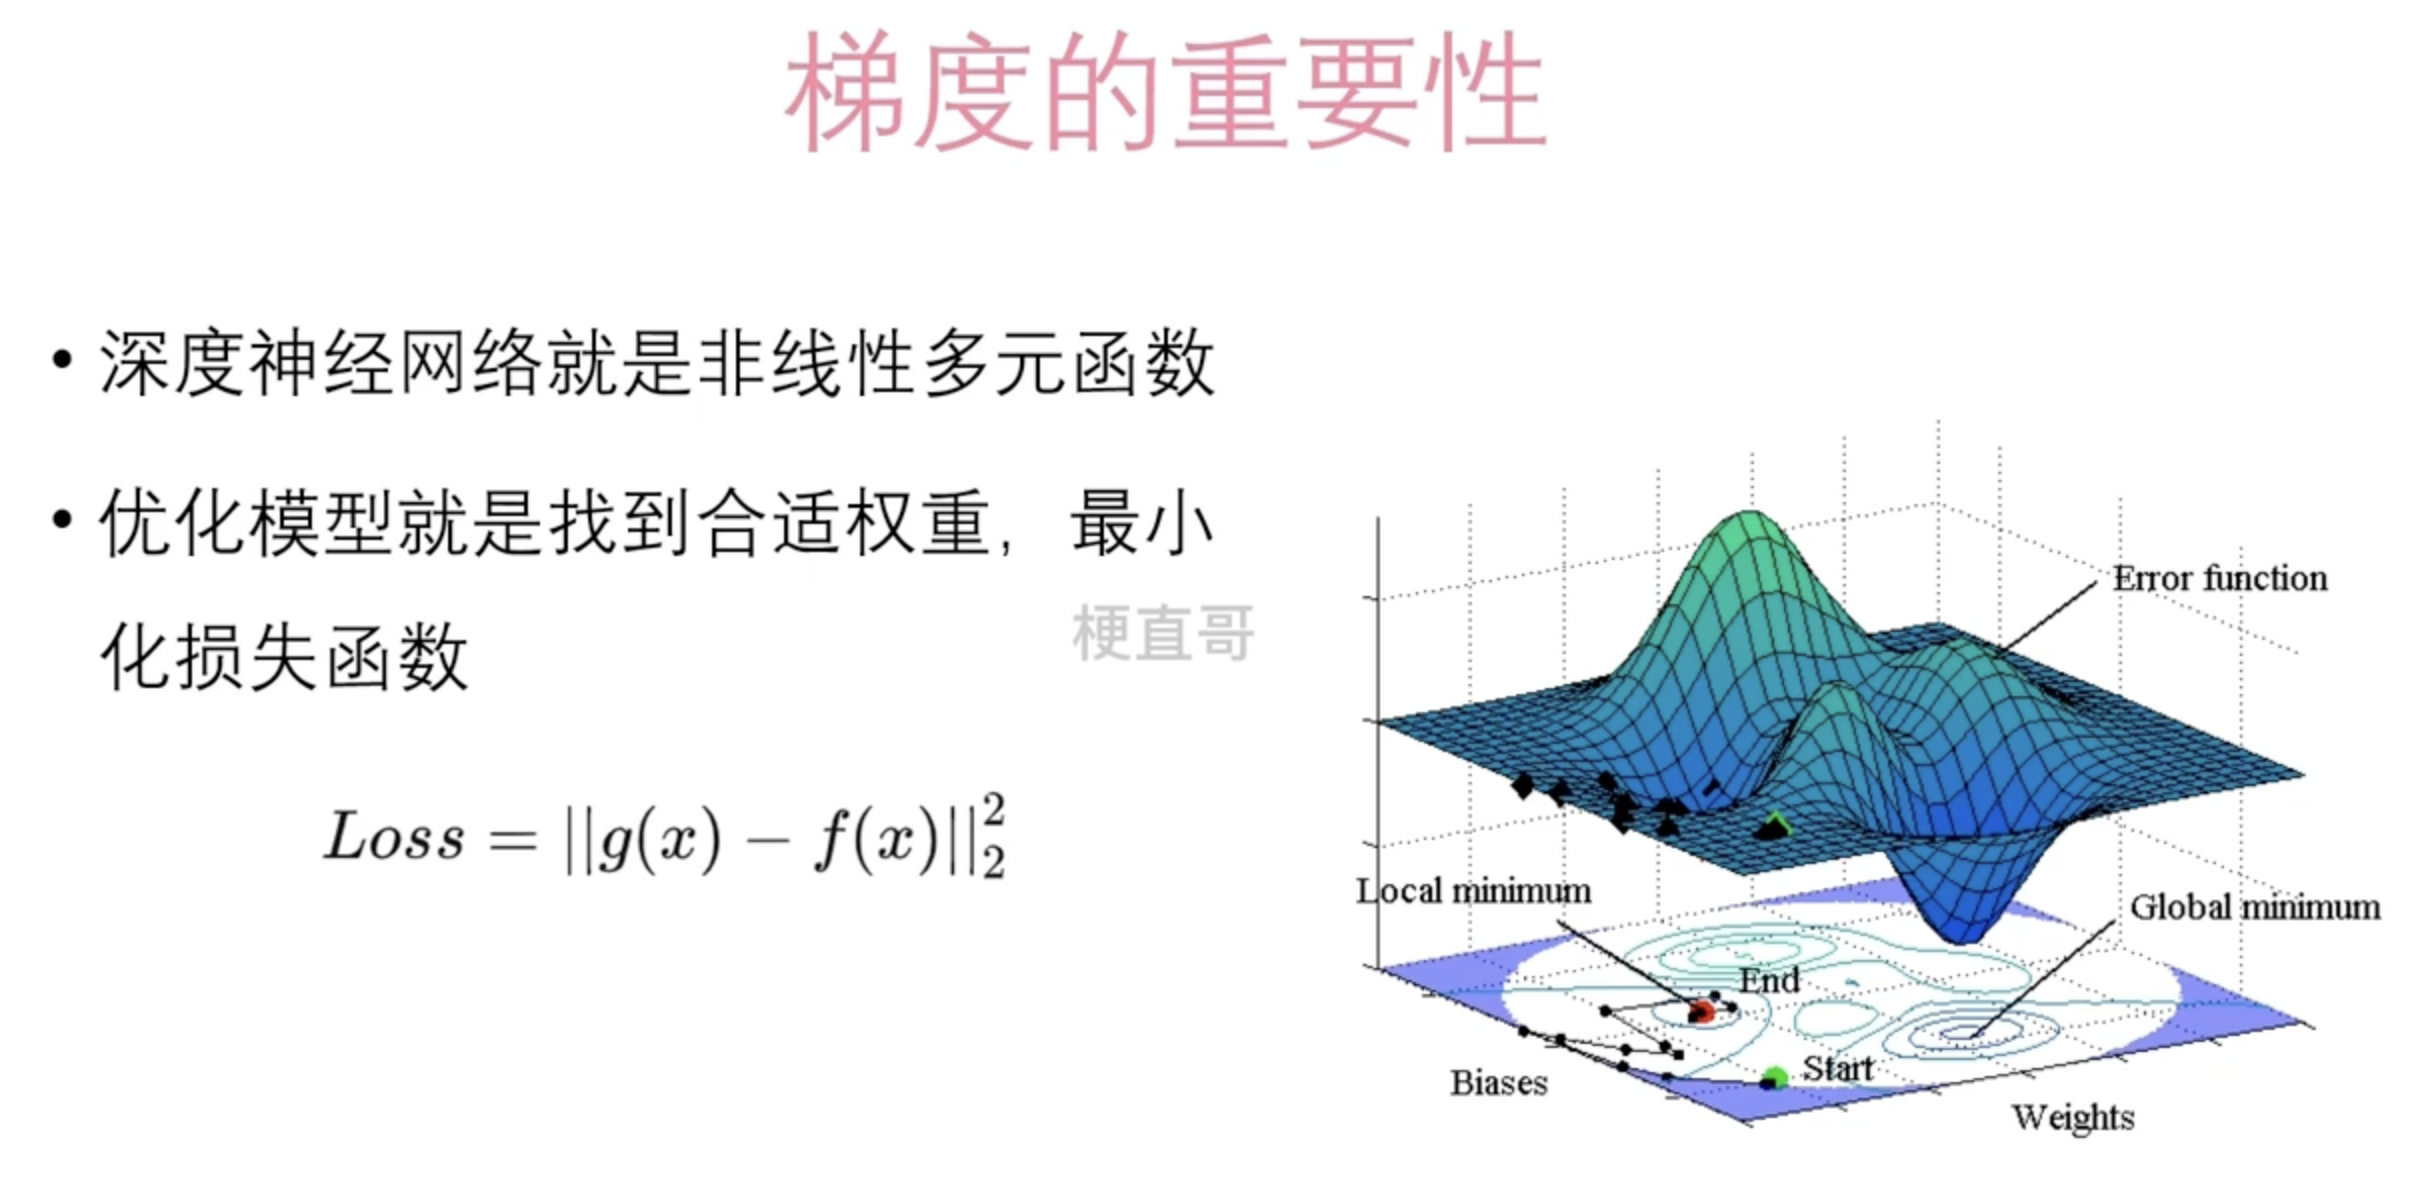 梯度的重要性
• 深度神经网络就是非线性多元函数
• 优化模型就是找到合适权重，最小
化损失函数
梗直哥
Loss = ||g(x) − f(x)||₂²
Error function
Local minimum
Global minimum
End
Start
Biases
Weights